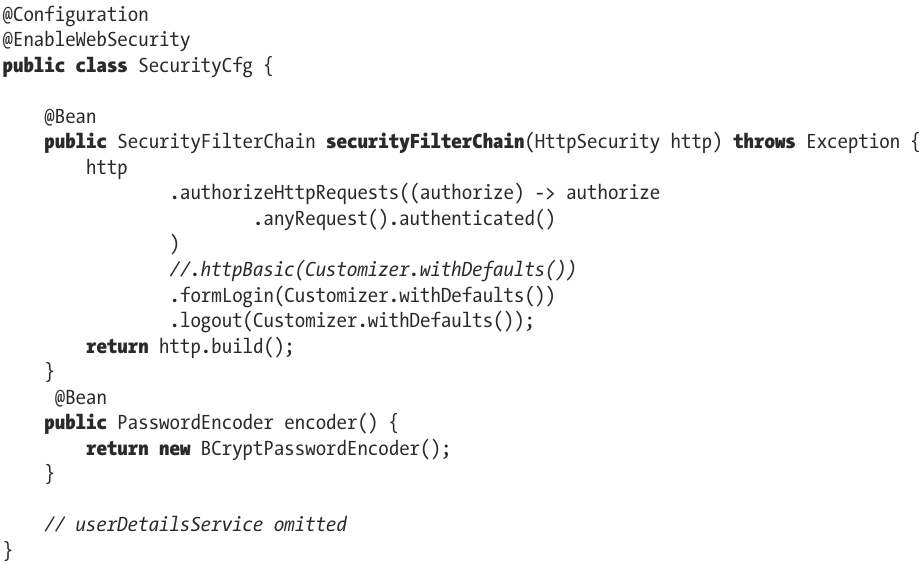 @Configuration
@EnableWebSecurity
public class SecurityCfg {
    @Bean
    public SecurityFilterChain securityFilterChain(HttpSecurity http) throws Exception {
        http
                .authorizeHttpRequests((authorize) -> authorize
                        .anyRequest().authenticated()
                )
                //.httpBasic(Customizer.withDefaults())
                .formLogin(Customizer.withDefaults())
                .logout(Customizer.withDefaults());
        return http.build();
    }
     @Bean
    public PasswordEncoder encoder() {
        return new BCryptPasswordEncoder();
    }
    // userDetailsService omitted
}